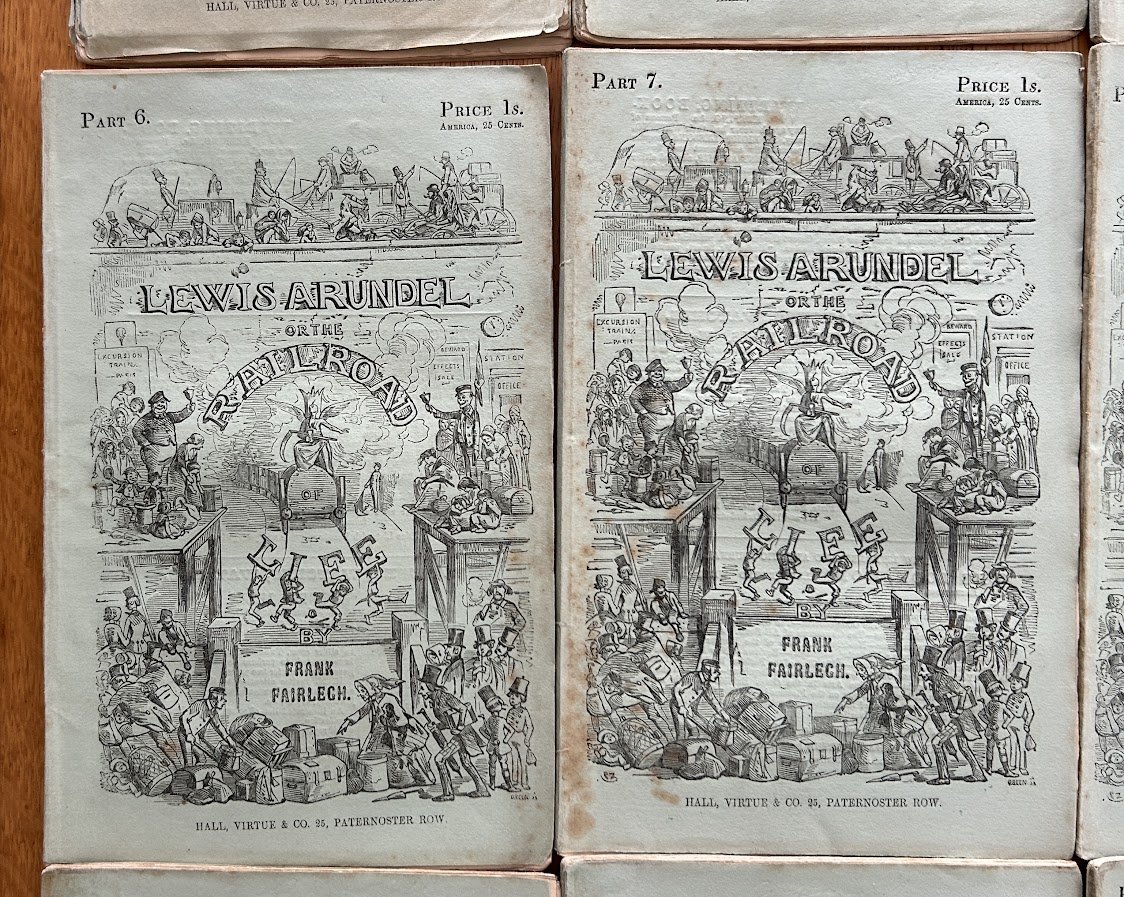 HALL, VIRTUE & CO. 25, PATERNOSTER
PART 6.
PRICE 1s.
AMERICA, 25 CENTS.
LEWIS ARUNDEL
OR THE
RAILROAD
EXCURSION
TRAIN
PARIS
REWARD
EFFECTS
SALE
STATION
OFFICE
OF
LIFE
BY
FRANK
FAIRLEGH.
GREEN
HALL, VIRTUE & CO. 25, PATERNOSTER ROW.
PART 7.
PRICE 1s.
AMERICA, 25 CENTS.
LEWIS ARUNDEL
OR THE
RAILROAD
EXCURSION
TRAIN
PARIS
REWARD
EFFECTS
SALE
STATION
OFFICE
OF
LIFE
BY
FRANK
FAIRLEGH.
GREEN
HALL, VIRTUE & CO. 25, PATERNOSTER ROW.